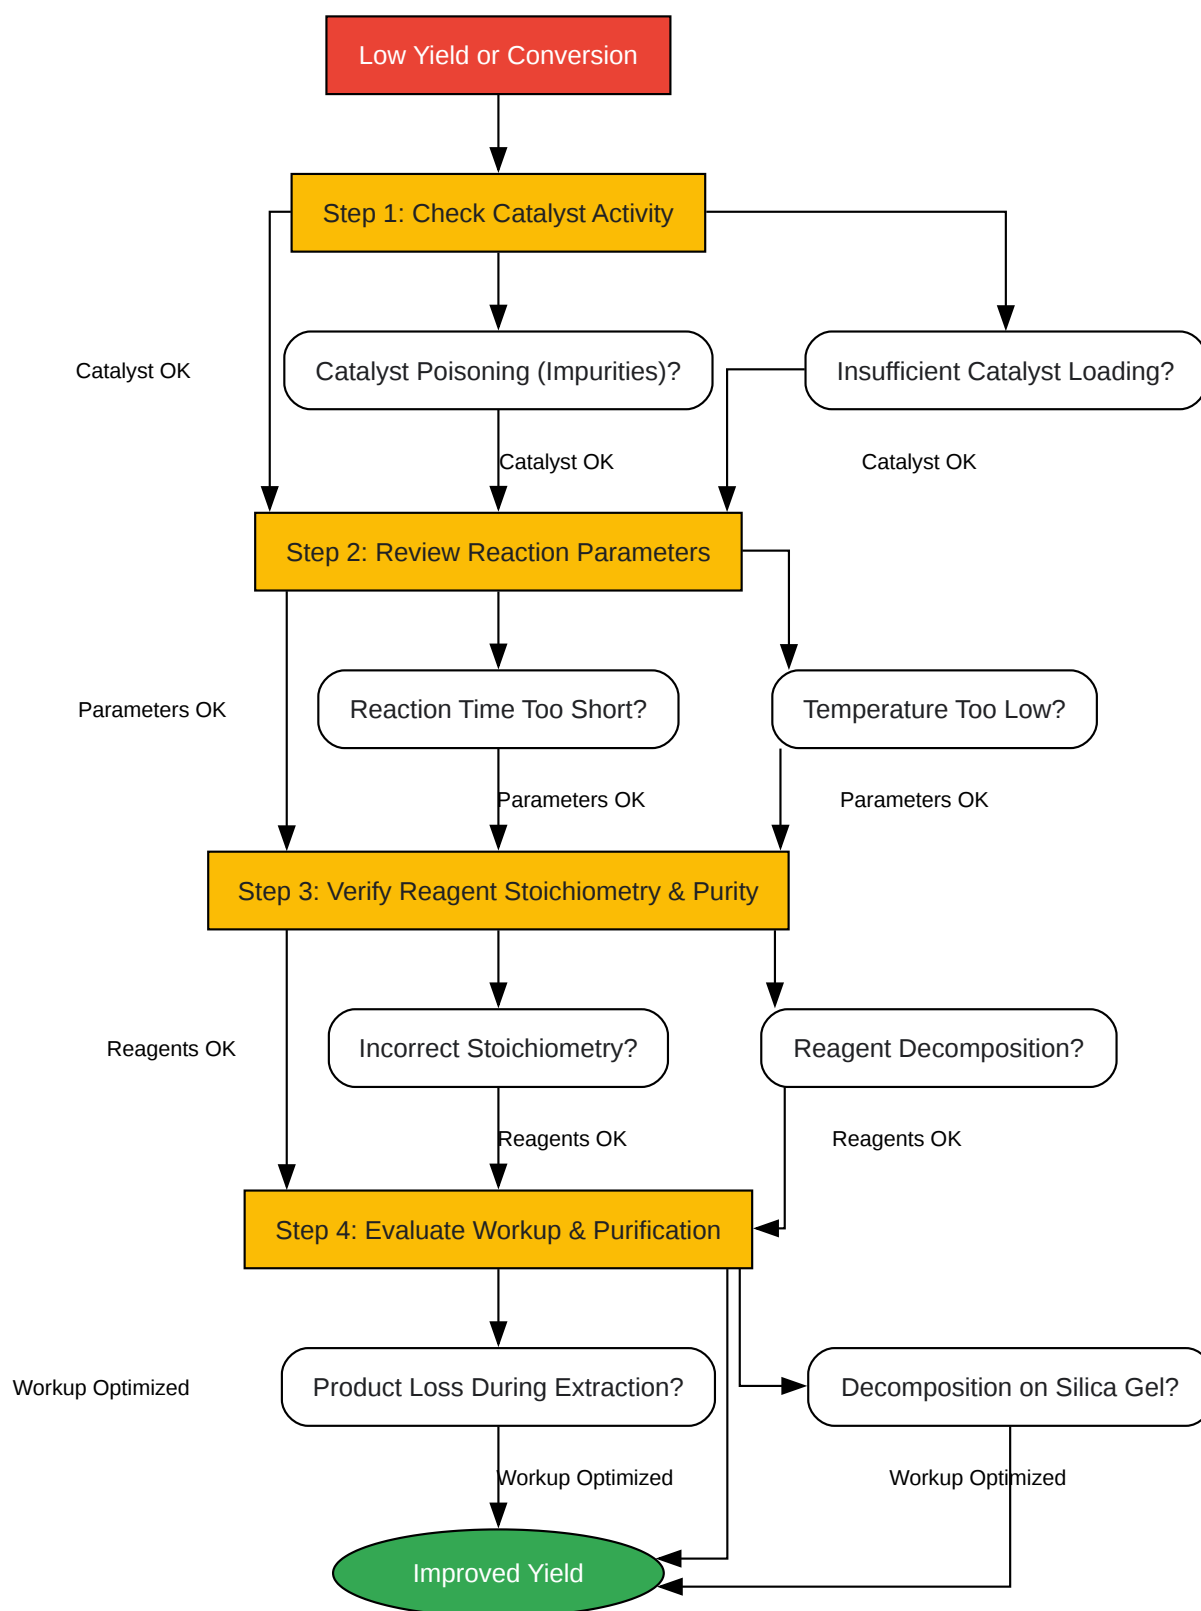 Low Yield or Conversion
Step 1: Check Catalyst Activity
Catalyst OK
Catalyst Poisoning (Impurities)?
Insufficient Catalyst Loading?
Catalyst OK
Catalyst OK
Step 2: Review Reaction Parameters
Parameters OK
Reaction Time Too Short?
Temperature Too Low?
Parameters OK
Parameters OK
Step 3: Verify Reagent Stoichiometry & Purity
Reagents OK
Incorrect Stoichiometry?
Reagent Decomposition?
Reagents OK
Reagents OK
Step 4: Evaluate Workup & Purification
Workup Optimized
Product Loss During Extraction?
Decomposition on Silica Gel?
Workup Optimized
Workup Optimized
Improved Yield